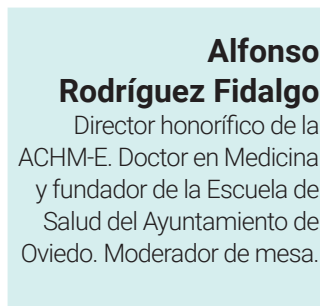 Alfonso
Rodríguez Fidalgo
Director honorífico de la
ACHM-E. Doctor en Medicina
y fundador de la Escuela de
Salud del Ayuntamiento de
Oviedo. Moderador de mesa.